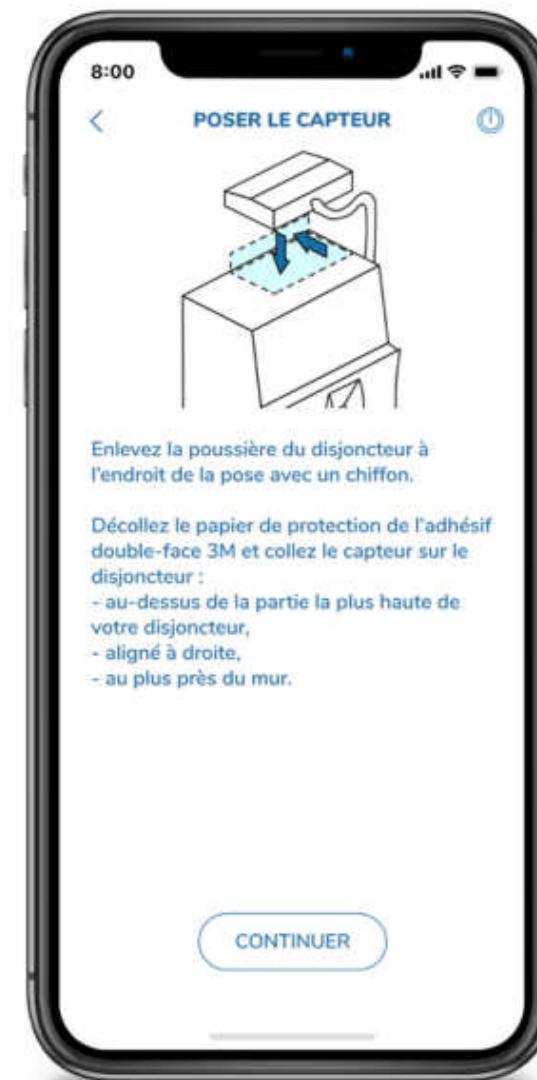 8:00
POSER LE CAPTEUR
Enlevez la poussière du disjoncteur à
l'endroit de la pose avec un chiffon.
Décollez le papier de protection de l'adhésif
double-face 3M et collez le capteur sur le
disjoncteur :
- au-dessus de la partie la plus haute de
votre disjoncteur,
- aligné à droite,
- au plus près du mur.
CONTINUER